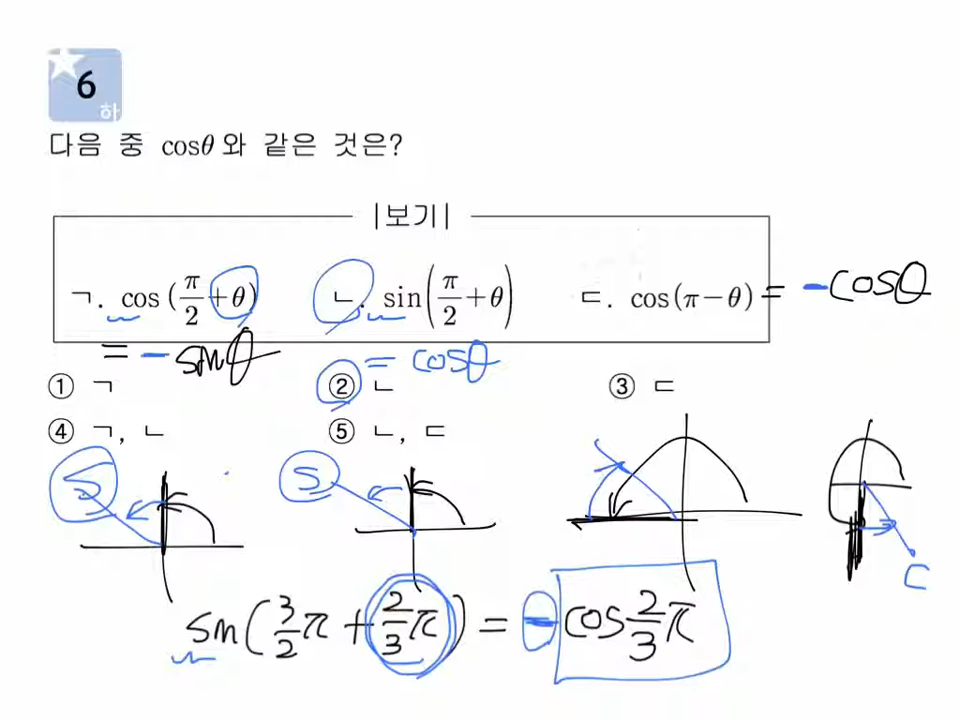 6
하
다음 중 cosθ와 같은 것은?
|보기|
ㄱ. cos(π/2+θ) ㄴ. sin(π/2+θ) ㄷ. cos(π−θ) = -cosθ
= -sinθ = cosθ
① ㄱ ② ㄴ ③ ㄷ
④ ㄱ, ㄴ ⑤ ㄴ, ㄷ
S S
C
sin(3/2π + 2/3π) = -cos2/3π